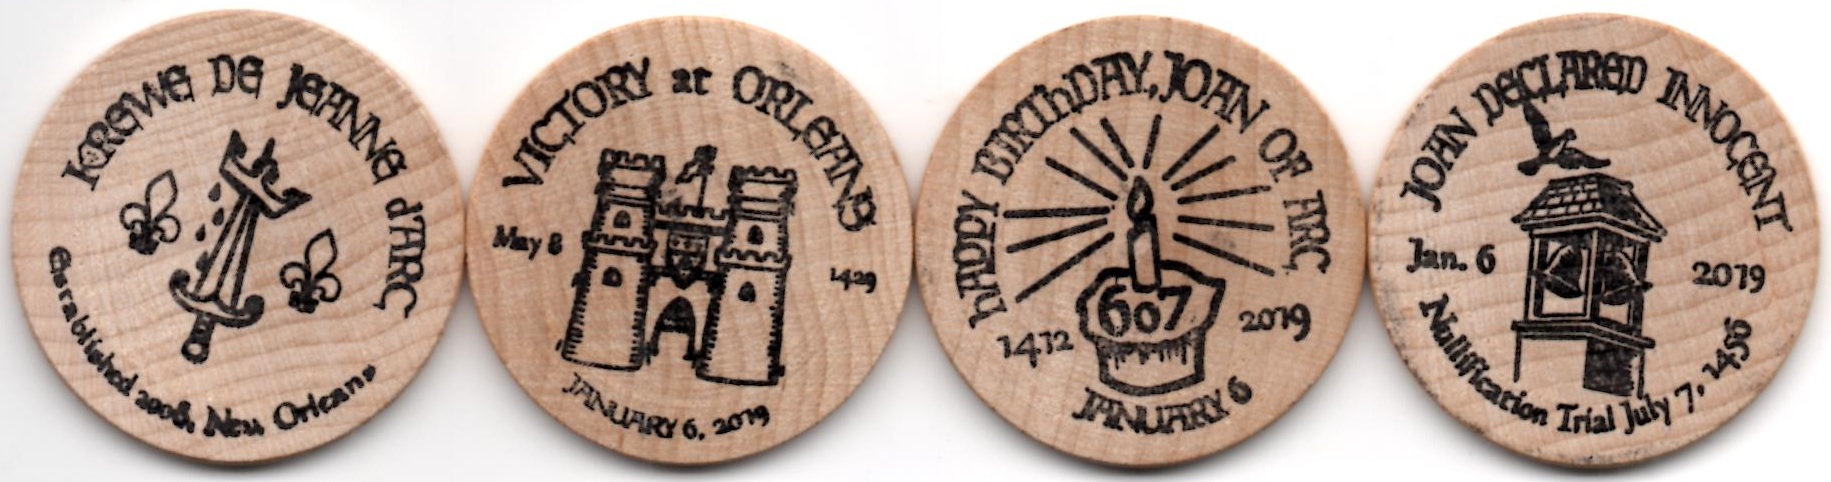 KREWE DE JEANNE d'ARC
Established 2008, New Orleans
VICTORY at ORLEANS
May 8
1429
JANUARY 6, 2019
HAPPY BIRTHDAY, JOAN OF ARC
607
1412
2019
JANUARY 6
JOAN DECLARED INNOCENT
Jan. 6
2019
Nullification Trial July 7, 1456